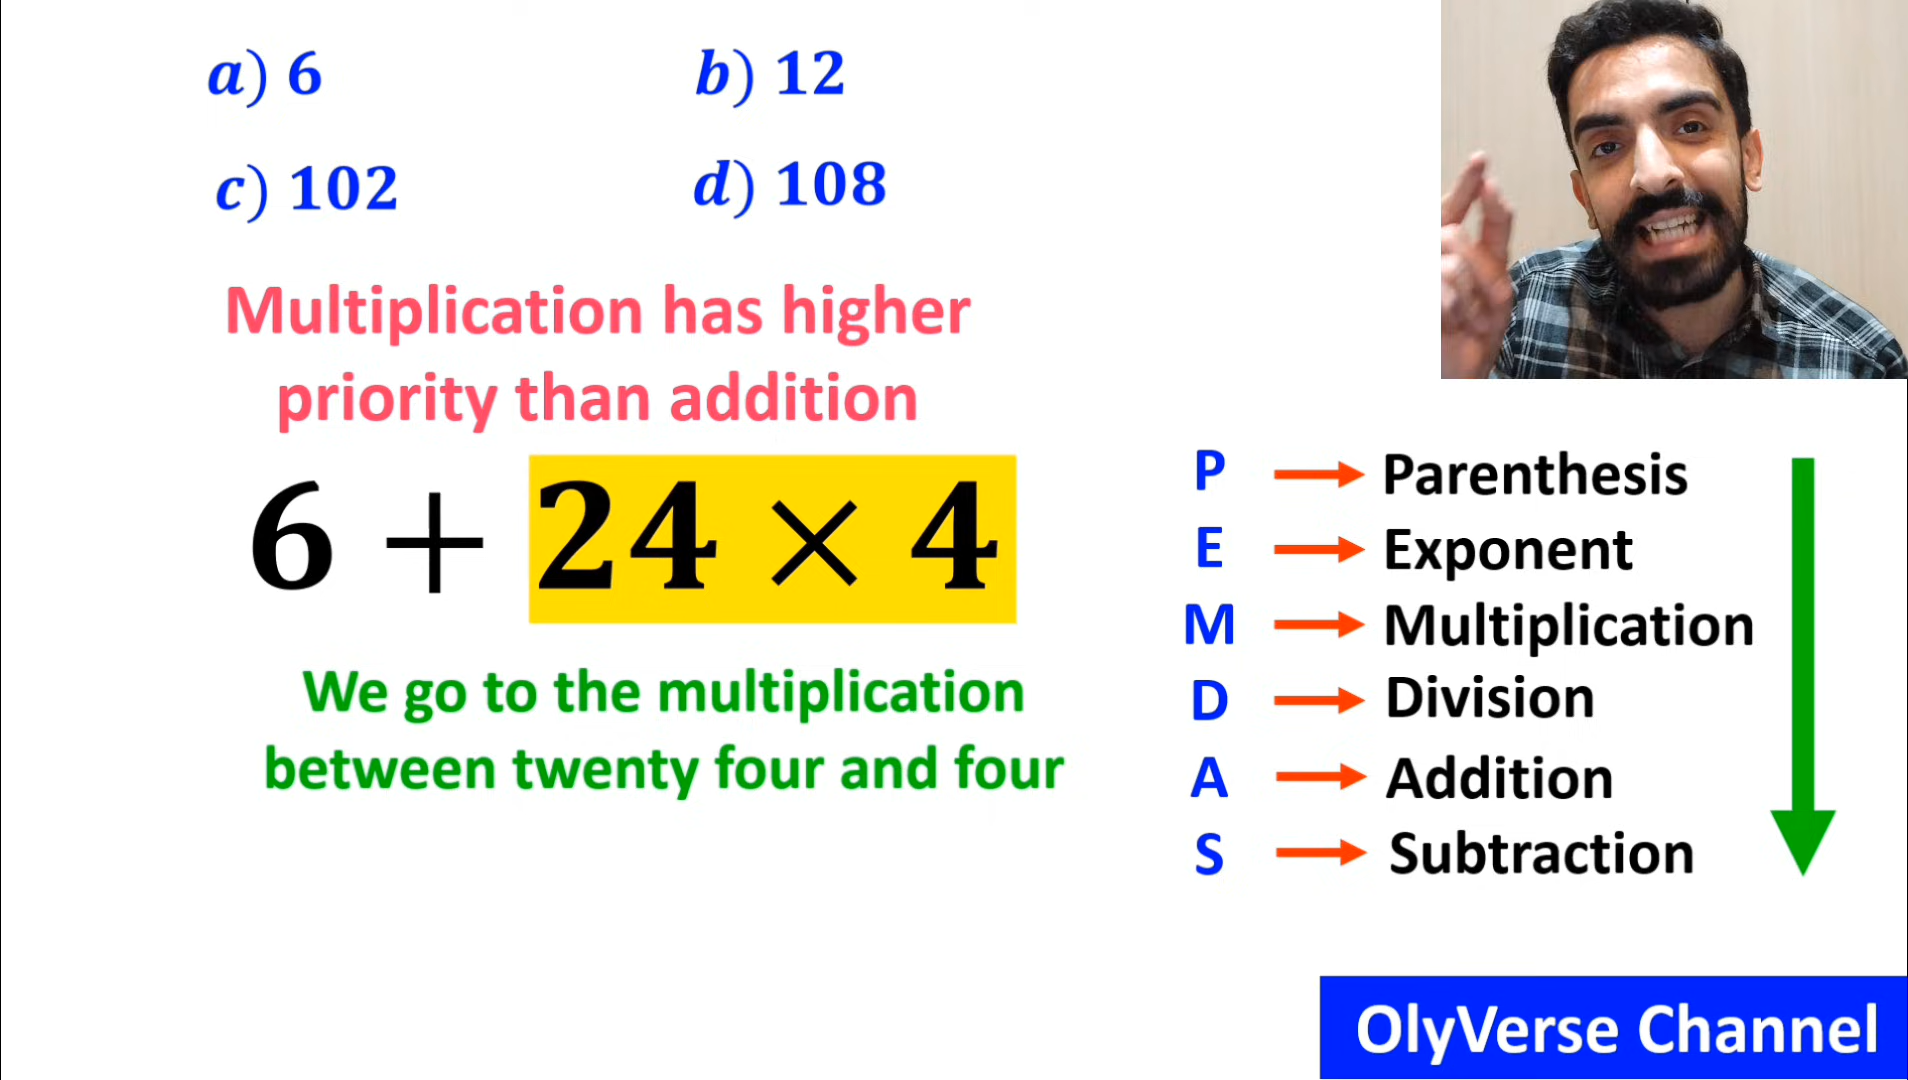 a) 6
b) 12
c) 102
d) 108
Multiplication has higher
priority than addition
6 + 24 × 4
We go to the multiplication
between twenty four and four
P → Parenthesis
E → Exponent
M → Multiplication
D → Division
A → Addition
S → Subtraction
OlyVerse Channel